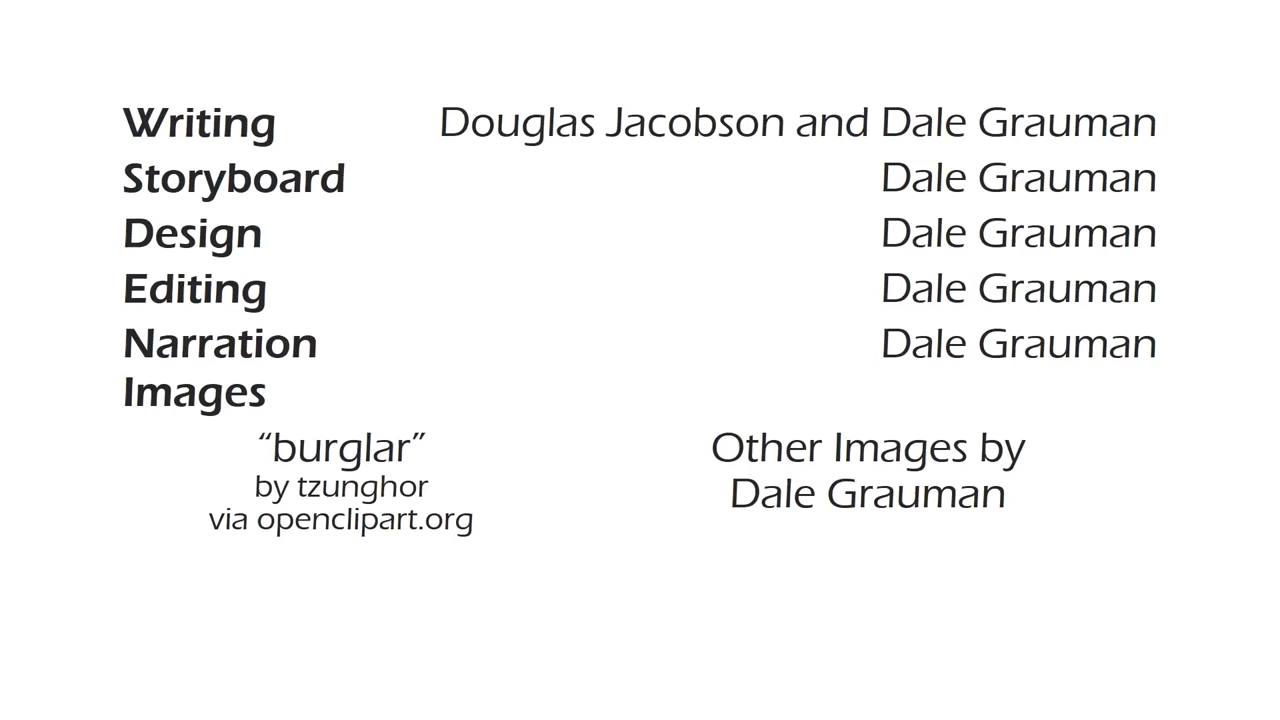 Writing Douglas Jacobson and Dale Grauman
Storyboard Dale Grauman
Design Dale Grauman
Editing Dale Grauman
Narration Dale Grauman
Images
“burglar”
by tzunghor
via openclipart.org
Other Images by
Dale Grauman